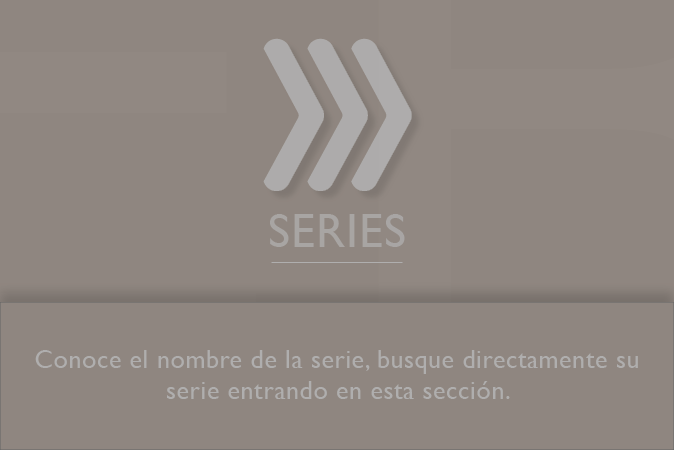 SERIES
Conoce el nombre de la serie, busque directamente su
serie entrando en esta sección.